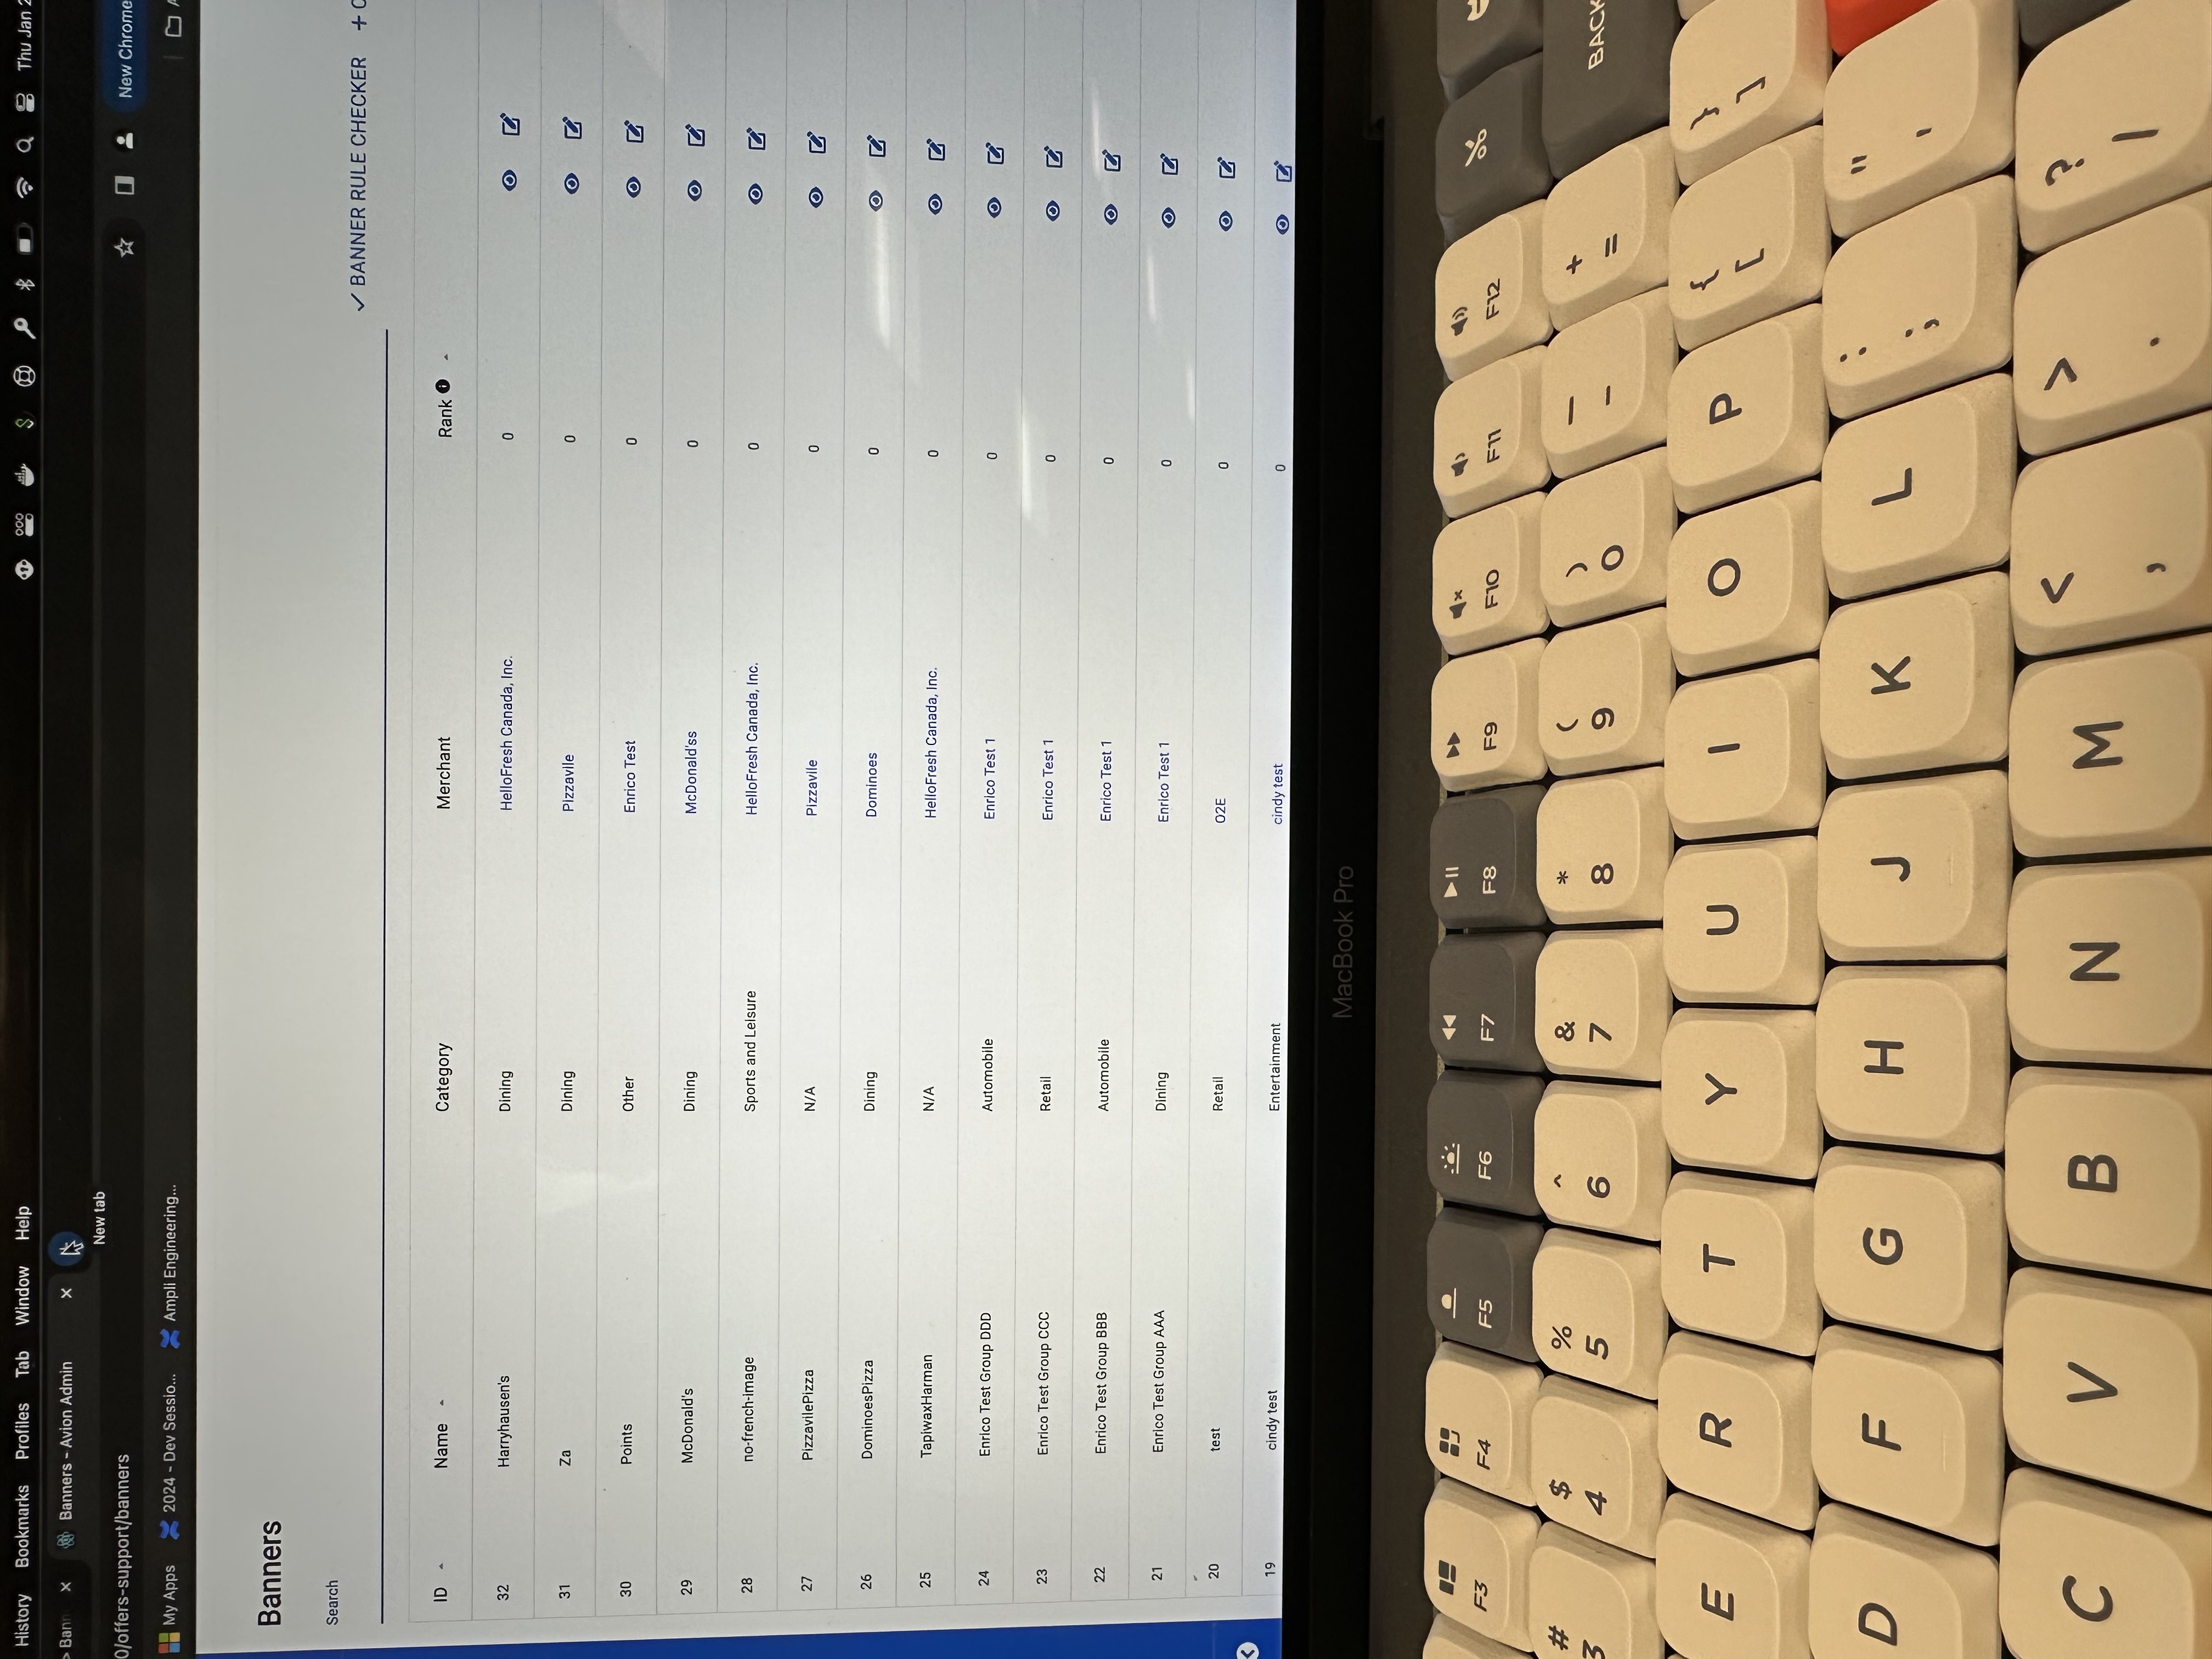 History Bookmarks Profiles Tab Window Help Thu Jan 2
> Bann Banners - Avion Admin
New tab
0/offers-support/banners New Chrome
My Apps 2024 - Dev Sessio... Ampli Engineering...
Banners
Search
BANNER RULE CHECKER +
ID Name Category Merchant Rank
32 Harryhausen's Dining HelloFresh Canada, Inc. 0
31 Za Dining Pizzavile 0
30 Points Other Enrico Test 0
29 McDonald's Dining McDonald'ss 0
28 no-french-image Sports and Leisure HelloFresh Canada, Inc. 0
27 PizzavilePizza N/A Pizzavile 0
26 DominoesPizza Dining Dominoes 0
25 TapiwaxHarman N/A HelloFresh Canada, Inc. 0
24 Enrico Test Group DDD Automobile Enrico Test 1 0
23 Enrico Test Group CCC Retail Enrico Test 1 0
22 Enrico Test Group BBB Automobile Enrico Test 1 0
21 Enrico Test Group AAA Dining Enrico Test 1 0
20 test Retail O2E 0
19 cindy test Entertainment cindy test 0
MacBook Pro
F3 F4 F5 F6 F7 F8 F9 F10 F11 F12
# $ % ^ & * ( ) — +
3 4 5 6 7 8 9 0 - = BACK
E R T Y U I O P { [ } ]
D F G H J K L : ; " '
C V B N M < , > . ? /